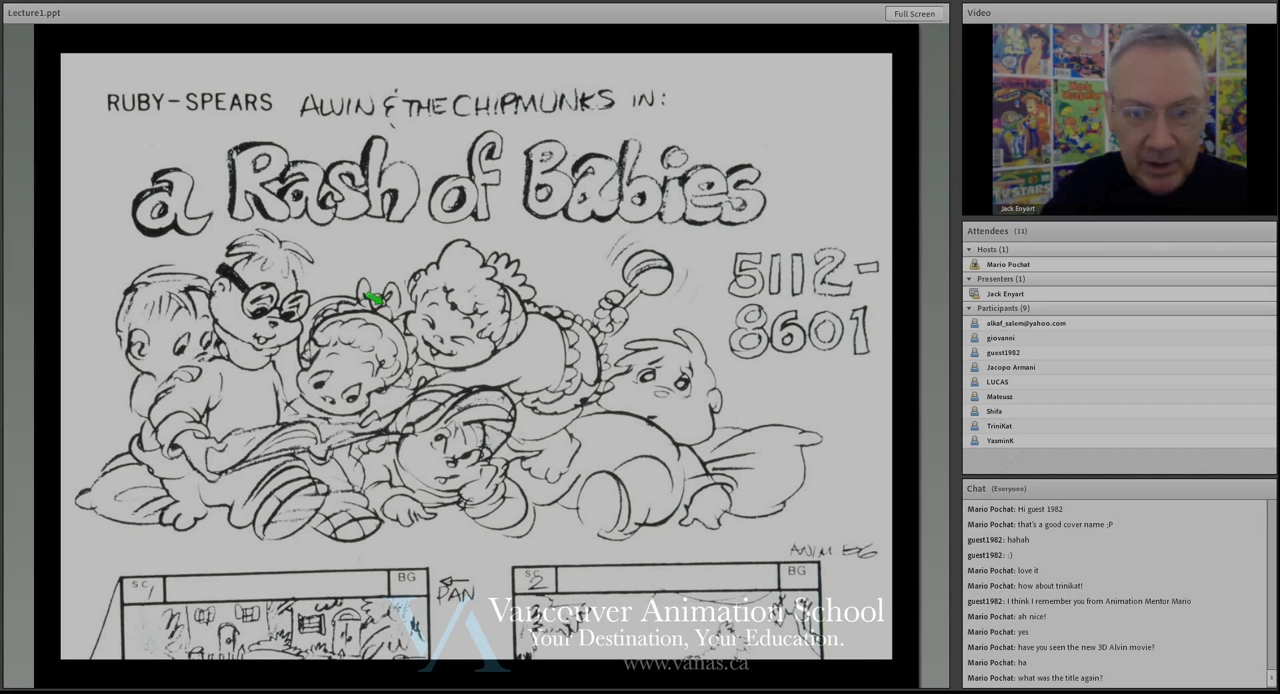 Lecture1.ppt
Full Screen
RUBY-SPEARS ALVIN & THE CHIPMUNKS IN:
a Rash of Babies
5112-
8601
SC 1
BG
PAN
SC 2
BG
Vancouver Animation School
Your Destination, Your Education.
www.vanas.ca
Video
TV STARS
Jack Enyart
Attendees (11)
Hosts (1)
Mario Pochat
Presenters (1)
Jack Enyart
Participants (9)
alkaf_salem@yahoo.com
giovanni
guest1982
Jacopo Armani
LUCAS
Mateusz
Shifa
TriniKat
YasminK
Chat (Everyone)
Mario Pochat: Hi guest 1982
Mario Pochat: that's a good cover name ;P
guest1982: hahah
guest1982: :)
Mario Pochat: love it
Mario Pochat: how about trinikat!
guest1982: I think I remember you from Animation Mentor Mario
Mario Pochat: ah nice!
Mario Pochat: yes
Mario Pochat: have you seen the new 3D Alvin movie?
Mario Pochat: ha
Mario Pochat: what was the title again?